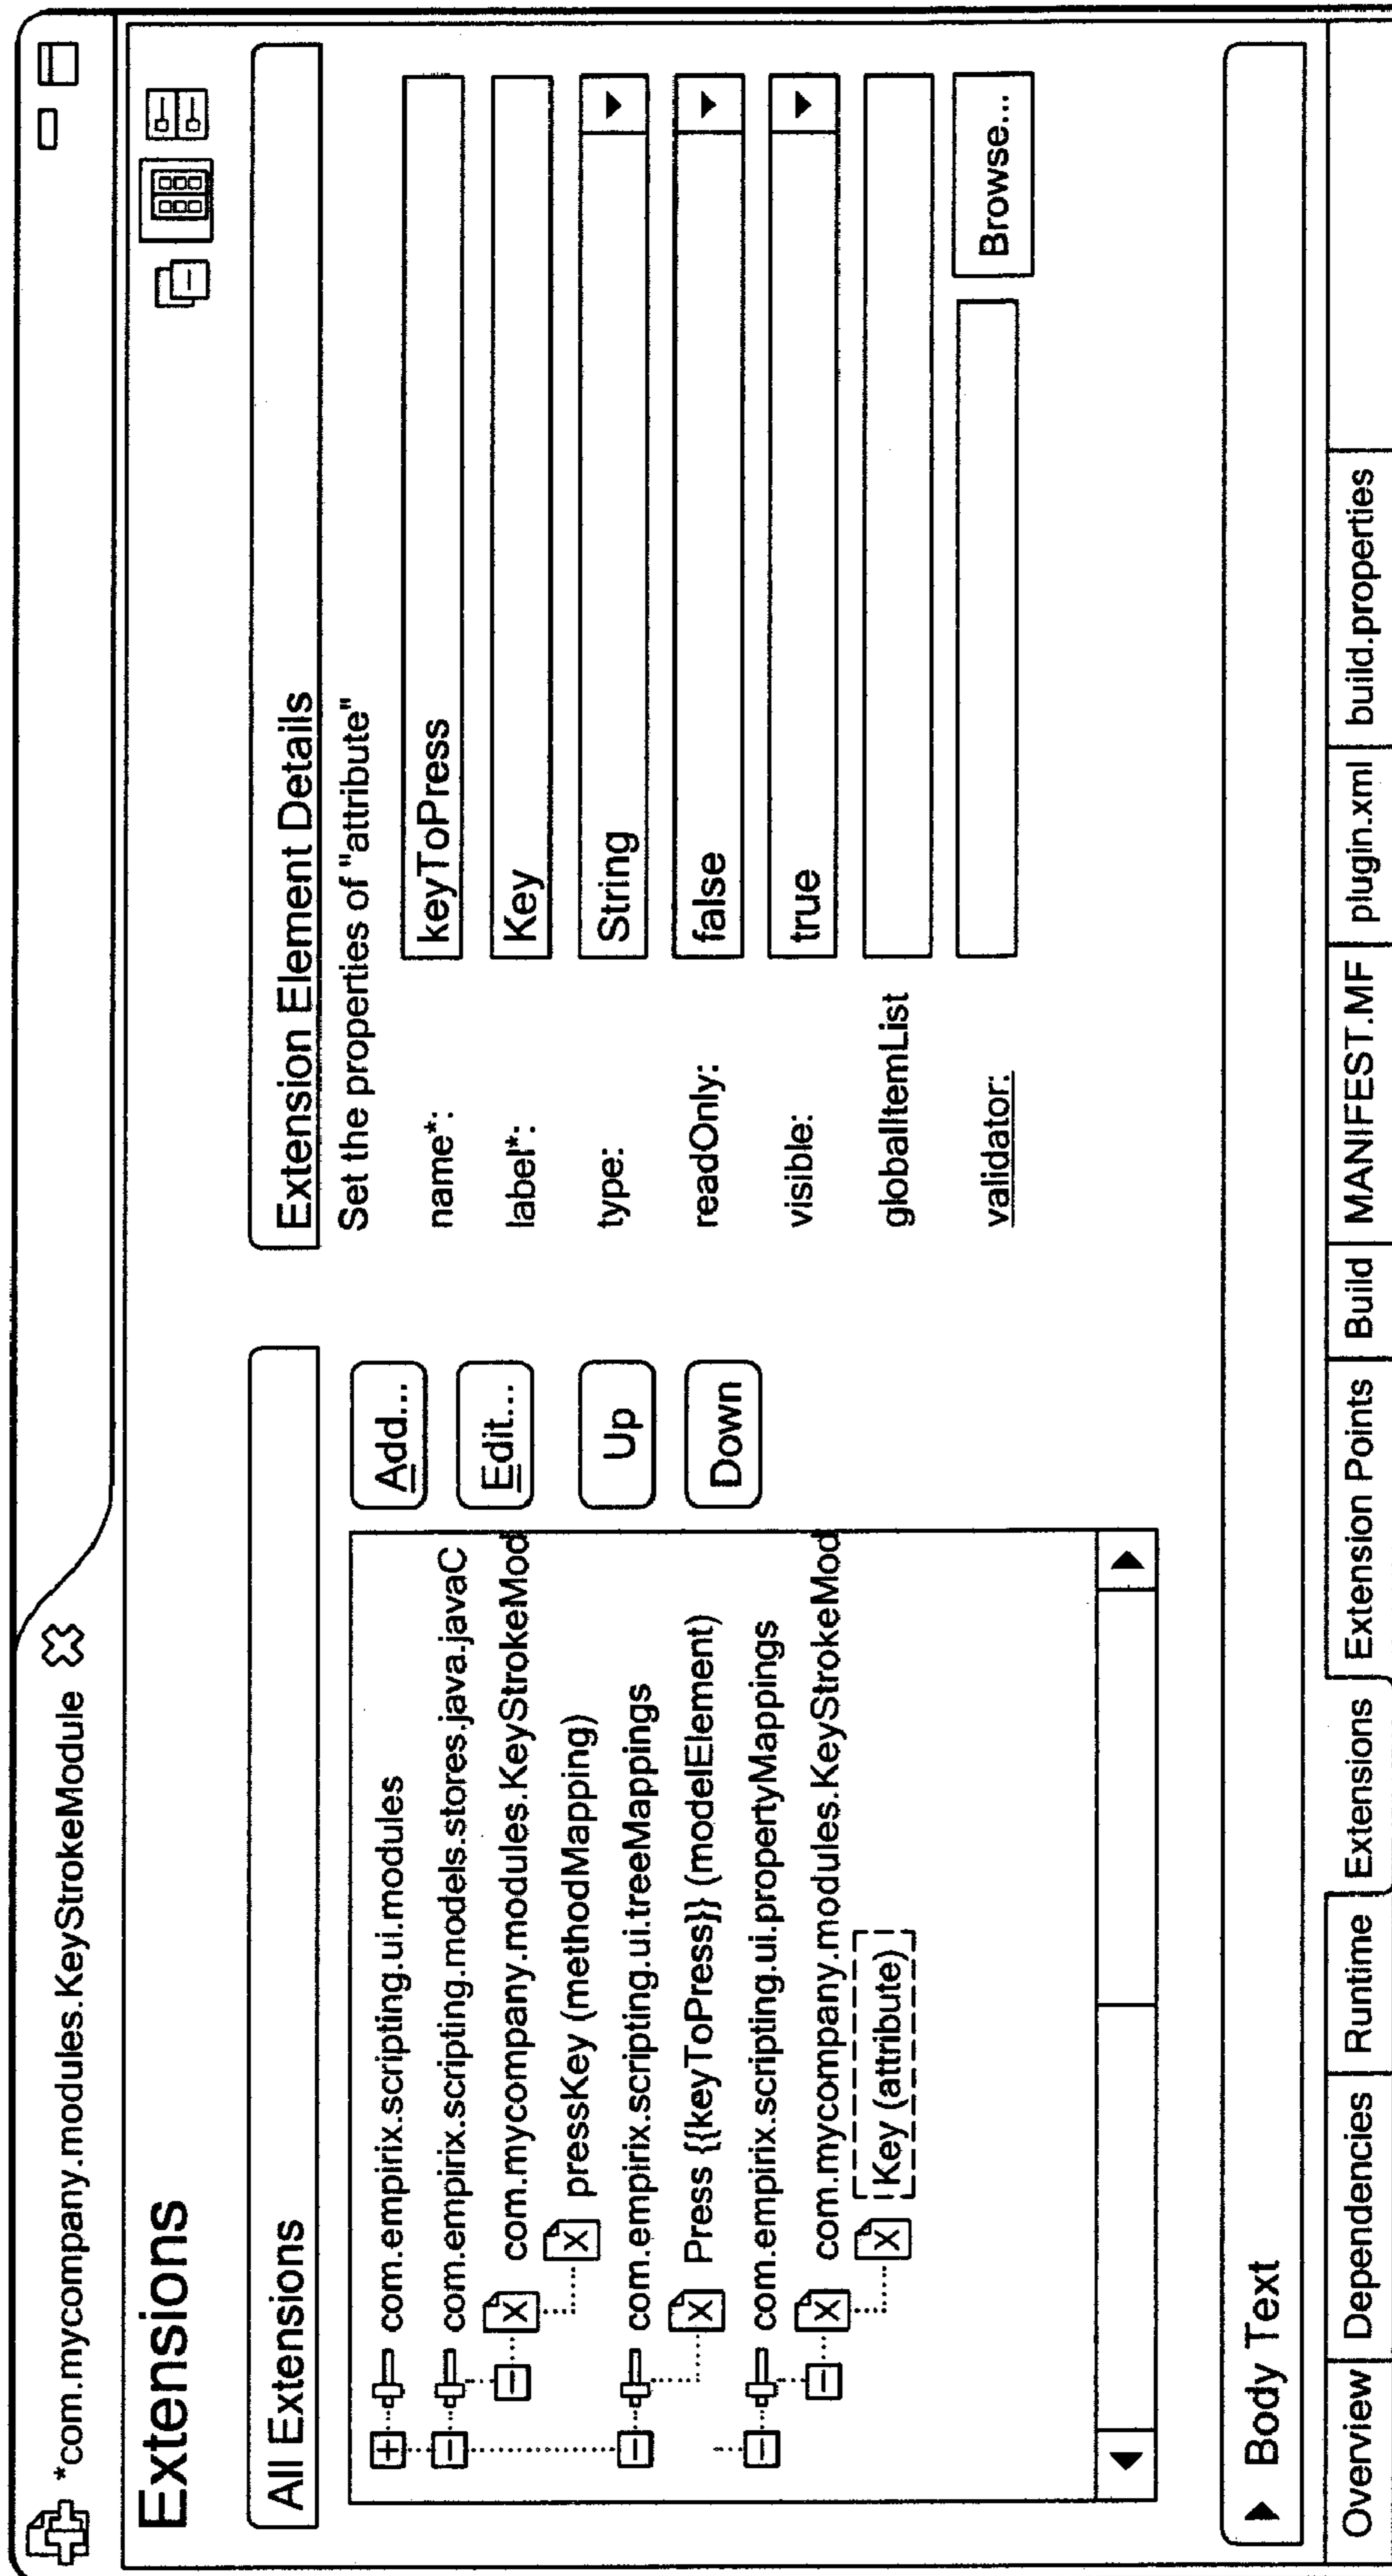 *com.mycompany.modules.KeyStrokeModule
Extensions
All Extensions
com.empirix.scripting.ui.modules
com.empirix.scripting.models.stores.java.javaC
com.mycompany.modules.KeyStrokeMod
pressKey (methodMapping)
com.empirix.scripting.ui.treeMappings
Press {{keyToPress}} (modelElement)
com.empirix.scripting.ui.propertyMappings
com.mycompany.modules.KeyStrokeMod
Key (attribute)
Add...
Edit...
Up
Down
Extension Element Details
Set the properties of "attribute"
name*: keyToPress
label*: Key
type: String
readOnly: false
visible: true
globalItemList
validator: Browse...
Body Text
Overview Dependencies Runtime Extensions Extension Points Build MANIFEST.MF plugin.xml build.properties